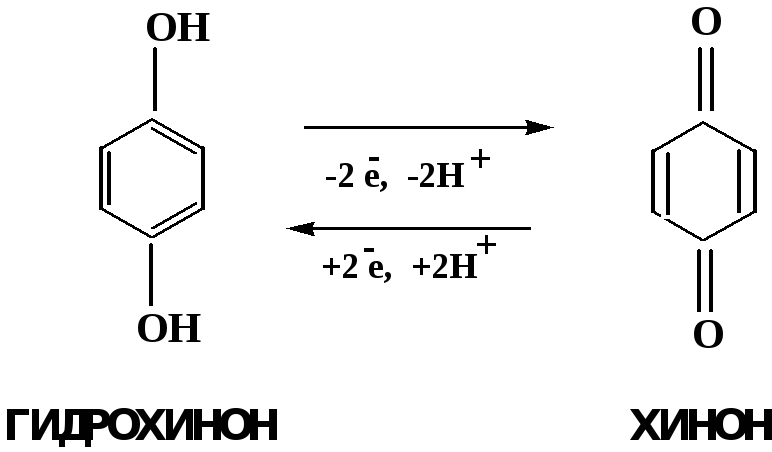 OH
O
-2 ē, -2H⁺
+2 ē, +2H⁺
OH
O
ГИДРОХИНОН
ХИНОН